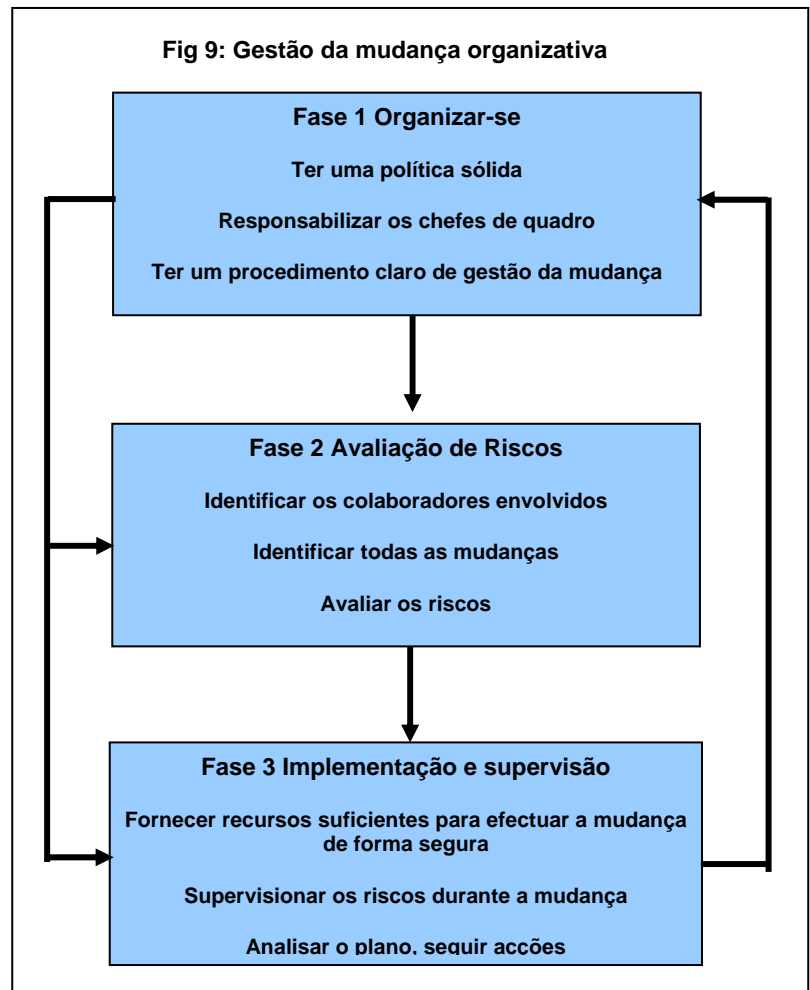 Fig 9: Gestão da mudança organizativa
Fase 1 Organizar-se
Ter uma política sólida
Responsabilizar os chefes de quadro
Ter um procedimento claro de gestão da mudança
Fase 2 Avaliação de Riscos
Identificar os colaboradores envolvidos
Identificar todas as mudanças
Avaliar os riscos
Fase 3 Implementação e supervisão
Fornecer recursos suficientes para efectuar a mudança
de forma segura
Supervisionar os riscos durante a mudança
Analisar o plano, seguir acções